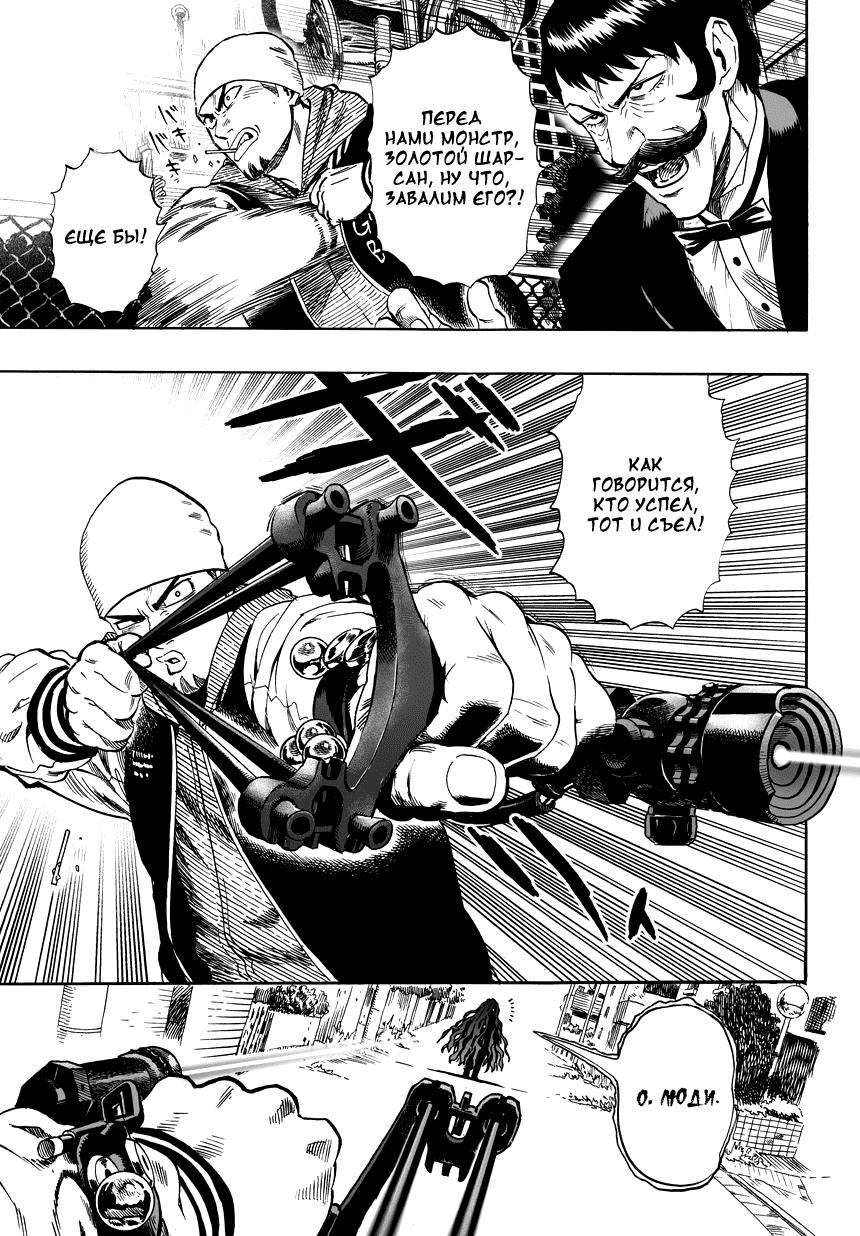 ПЕРЕД
НАМИ МОНСТР,
ЗОЛОТОЙ ШАР-
САН, НУ ЧТО,
ЗАВАЛИМ ЕГО?!
ЕЩЕ БЫ!
КАК
ГОВОРИТСЯ,
КТО УСПЕЛ,
ТОТ И СЪЕЛ!
О. ЛЮДИ.